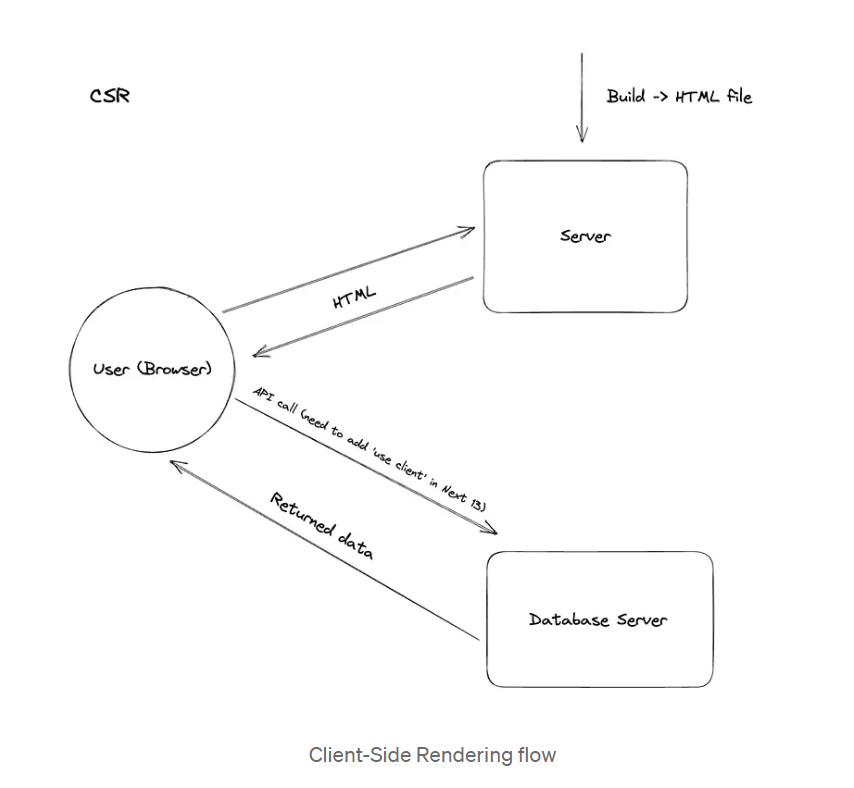 CSR
Build -> HTML file
Server
HTML
User (Browser)
API call (need to add 'use client' in Next 13)
Returned data
Database Server
Client-Side Rendering flow